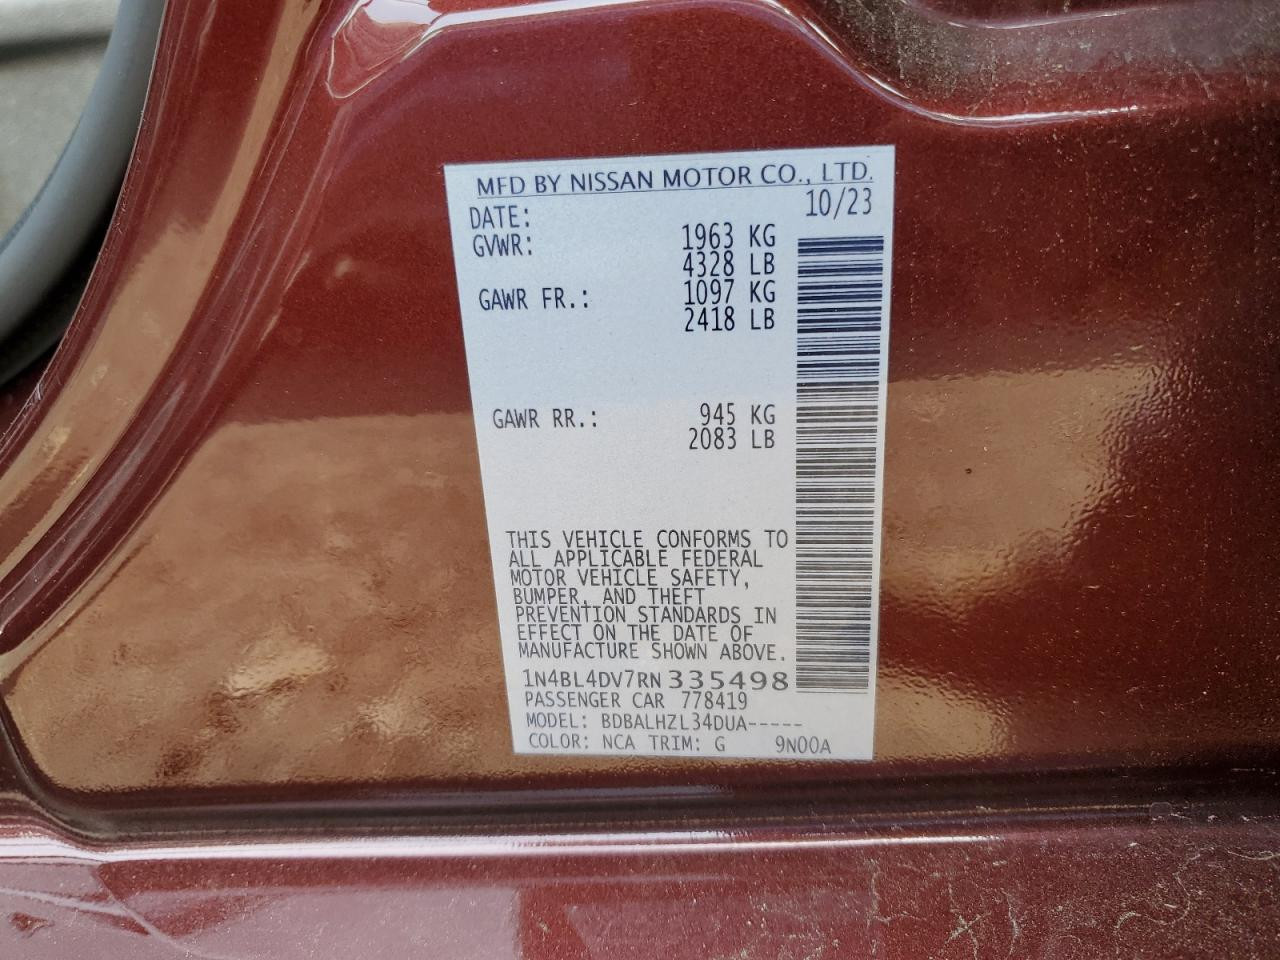 MFD BY NISSAN MOTOR CO., LTD.
DATE: 10/23
GVWR: 1963 KG
4328 LB
GAWR FR.: 1097 KG
2418 LB
GAWR RR.: 945 KG
2083 LB
THIS VEHICLE CONFORMS TO
ALL APPLICABLE FEDERAL
MOTOR VEHICLE SAFETY,
BUMPER, AND THEFT
PREVENTION STANDARDS IN
EFFECT ON THE DATE OF
MANUFACTURE SHOWN ABOVE.
1N4BL4DV7RN335498
PASSENGER CAR 778419
MODEL: BDBALHZL34DUA-----
COLOR: NCA TRIM: G 9N00A